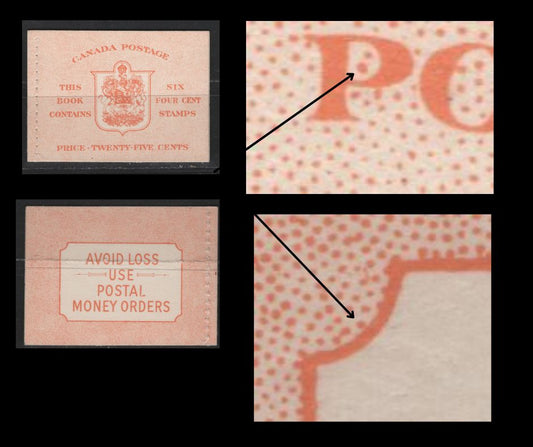 CANADA POSTAGE
THIS SIX
BOOK FOUR CENT
CONTAINS STAMPS
PRICE - TWENTY-FIVE CENTS
PO
AVOID LOSS
USE
POSTAL
MONEY ORDERS